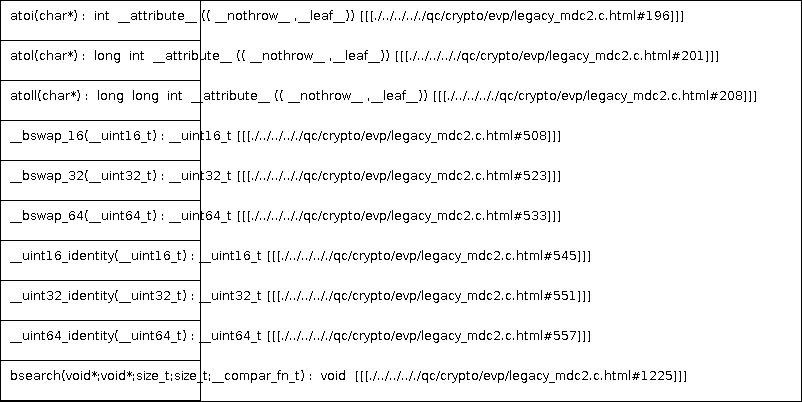 atoi(char*) : int __attribute__ (( __nothrow__ ,__leaf__)) [[[./../../././qc/crypto/evp/legacy_mdc2.c.html#196]]]
atol(char*) : long int __attribute__ (( __nothrow__ ,__leaf__)) [[[./../../././qc/crypto/evp/legacy_mdc2.c.html#201]]]
atoll(char*) : long long int __attribute__ (( __nothrow__ ,__leaf__)) [[[./../../././qc/crypto/evp/legacy_mdc2.c.html#208]]]
__bswap_16(__uint16_t) : __uint16_t [[[./../../././qc/crypto/evp/legacy_mdc2.c.html#508]]]
__bswap_32(__uint32_t) : __uint32_t [[[./../../././qc/crypto/evp/legacy_mdc2.c.html#523]]]
__bswap_64(__uint64_t) : __uint64_t [[[./../../././qc/crypto/evp/legacy_mdc2.c.html#533]]]
__uint16_identity(__uint16_t) : __uint16_t [[[./../../././qc/crypto/evp/legacy_mdc2.c.html#545]]]
__uint32_identity(__uint32_t) : __uint32_t [[[./../../././qc/crypto/evp/legacy_mdc2.c.html#551]]]
__uint64_identity(__uint64_t) : __uint64_t [[[./../../././qc/crypto/evp/legacy_mdc2.c.html#557]]]
bsearch(void*;void*;size_t;size_t;__compar_fn_t) : void [[[./../../././qc/crypto/evp/legacy_mdc2.c.html#1225]]]